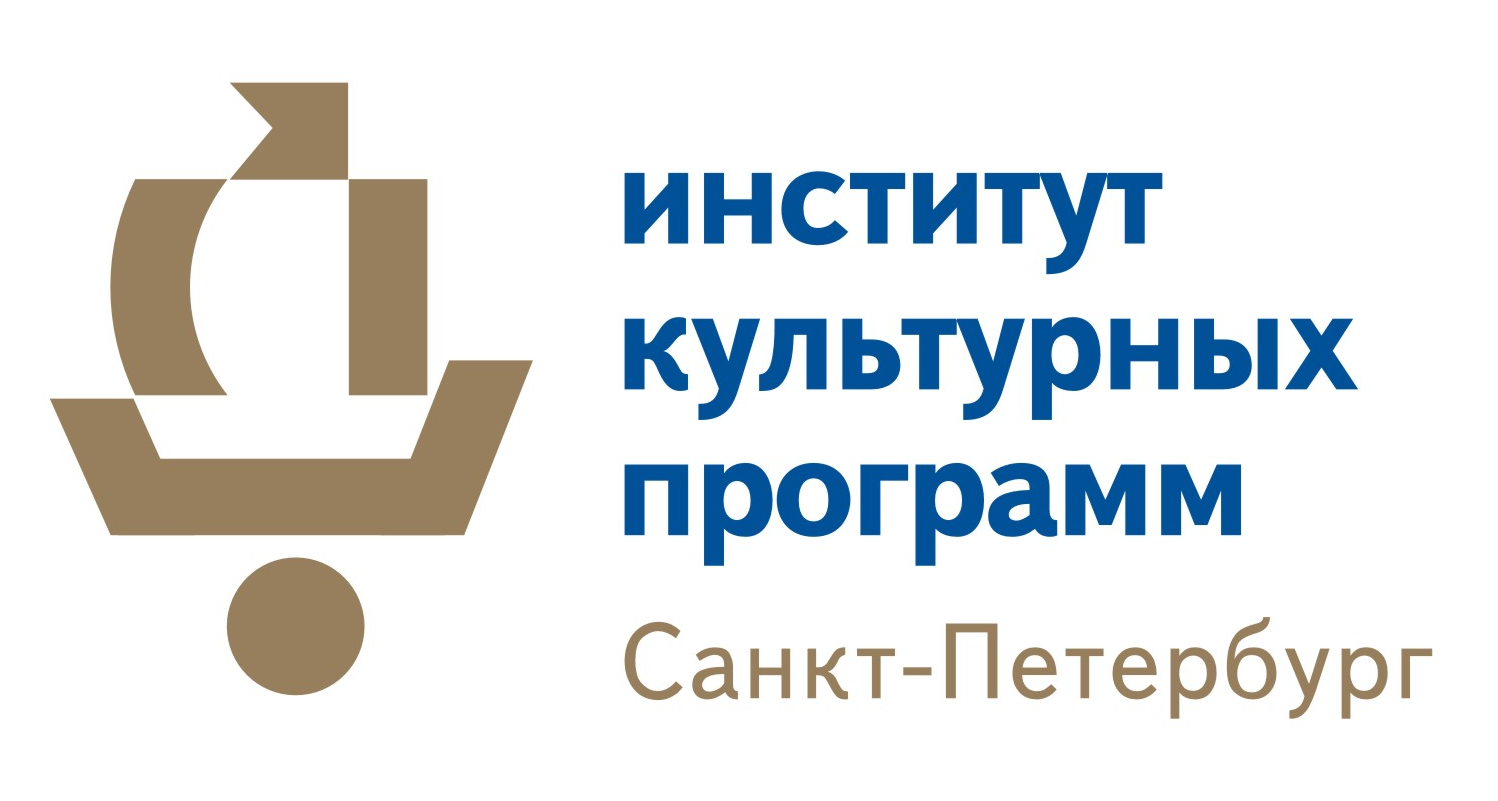 институт
культурных
программ
Санкт-Петербург